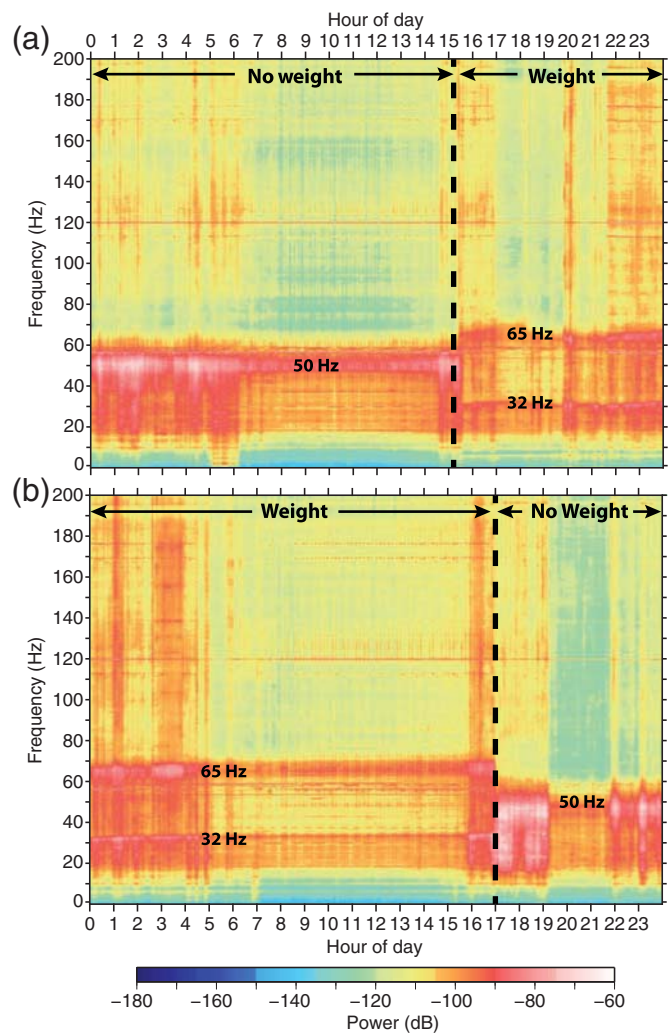 Hour of day
(a)
0 1 2 3 4 5 6 7 8 9 10 11 12 13 14 15 16 17 18 19 20 21 22 23
200
180
160
140
120
100
80
60
40
20
0
Frequency (Hz)
No weight
Weight
50 Hz
65 Hz
32 Hz
(b)
200
180
160
140
120
100
80
60
40
20
0
Frequency (Hz)
Weight
No Weight
65 Hz
32 Hz
50 Hz
0 1 2 3 4 5 6 7 8 9 10 11 12 13 14 15 16 17 18 19 20 21 22 23
Hour of day
−180 −160 −140 −120 −100 −80 −60
Power (dB)